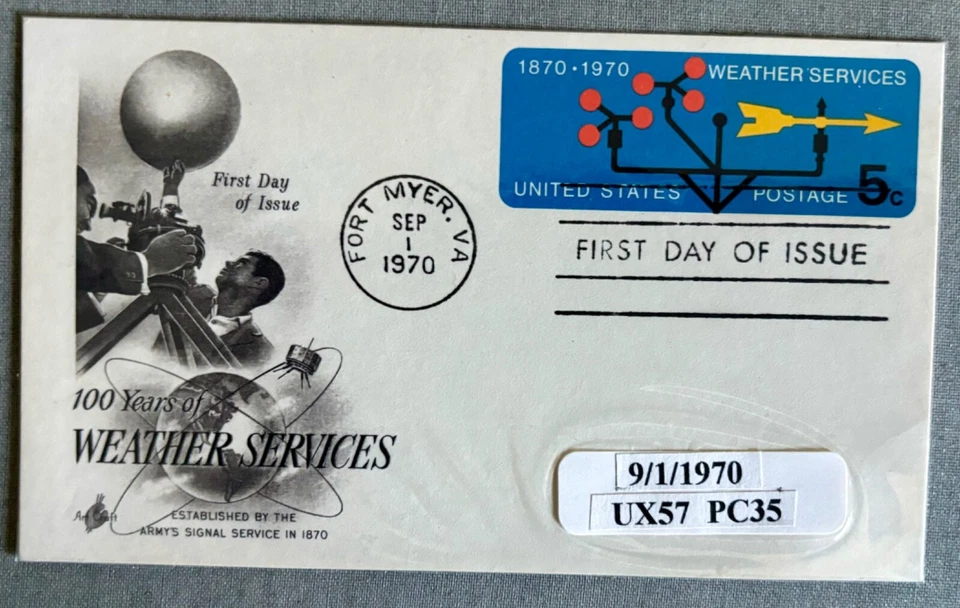 First Day
of Issue
FORT MYER. VA
SEP
1
1970
1870 • 1970
WEATHER SERVICES
UNITED STATES
POSTAGE 5c
FIRST DAY OF ISSUE
100 Years of
WEATHER SERVICES
Art Craft
ESTABLISHED BY THE
ARMY'S SIGNAL SERVICE IN 1870
9/1/1970
UX57 PC35